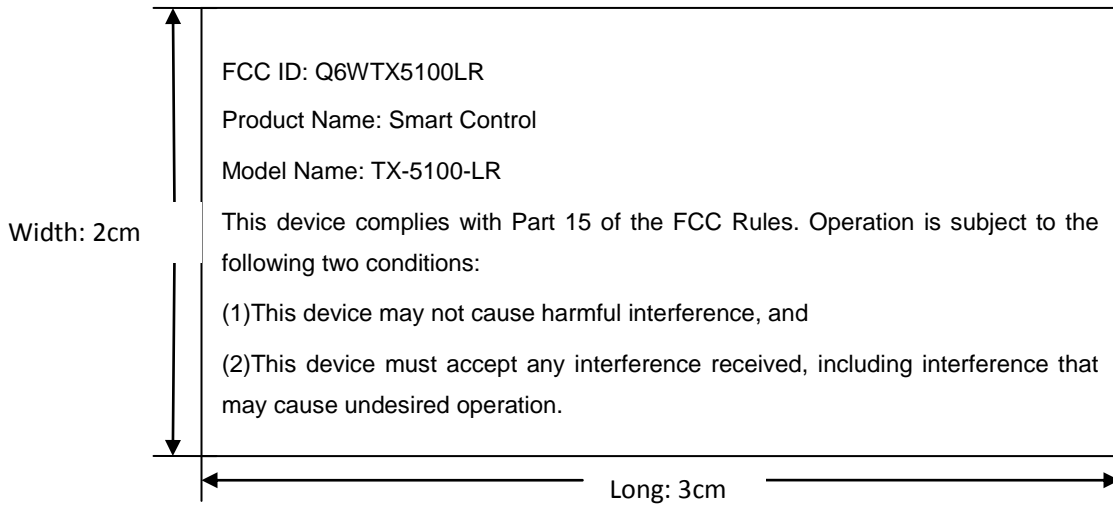 FCC ID: Q6WTX5100LR
Product Name: Smart Control
Model Name: TX-5100-LR
This device complies with Part 15 of the FCC Rules. Operation is subject to the
following two conditions:
(1)This device may not cause harmful interference, and
(2)This device must accept any interference received, including interference that
may cause undesired operation.
Width: 2cm
Long: 3cm